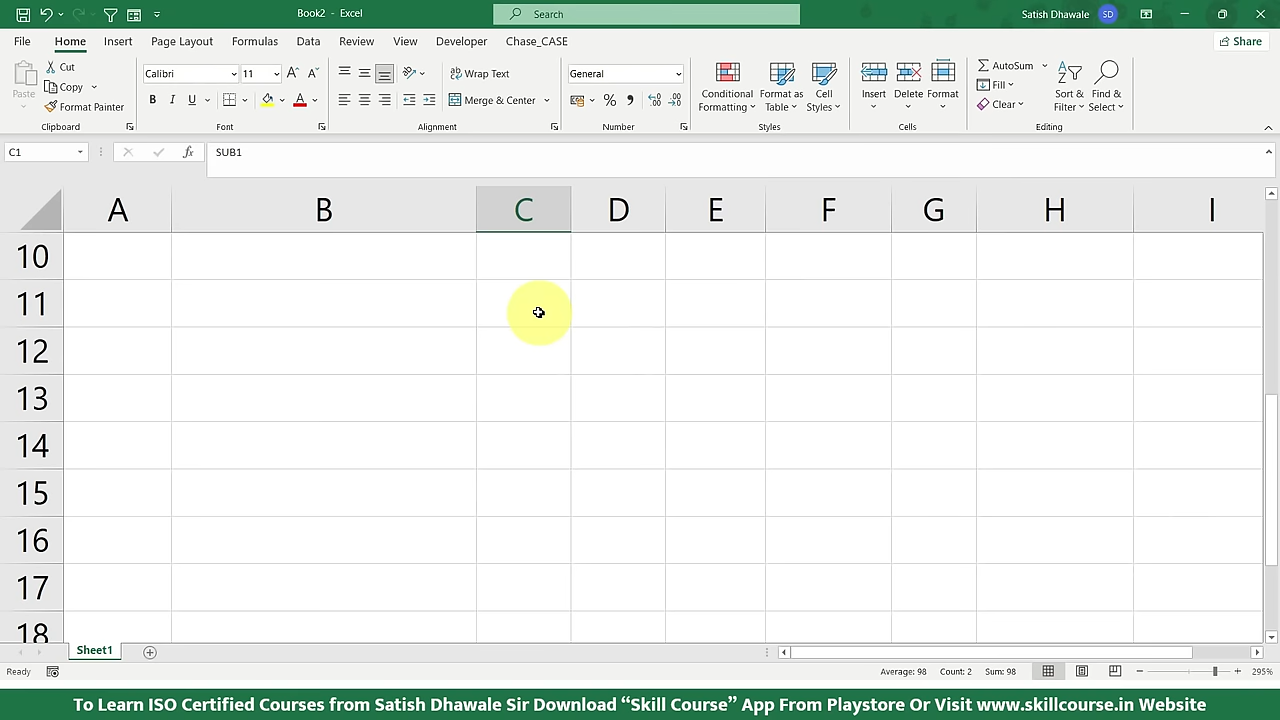 Book2 - Excel
Search
Satish Dhawale
SD
File Home Insert Page Layout Formulas Data Review View Developer Chase_CASE
Share
Paste
Cut
Copy
Format Painter
Clipboard
Calibri
11
B I U
Font
Wrap Text
Merge & Center
Alignment
General
Number
Conditional Formatting
Format as Table
Cell Styles
Styles
Insert
Delete
Format
Cells
AutoSum
Fill
Clear
Sort & Filter
Find & Select
Editing
C1
fx
SUB1
A B C D E F G H I
10
11
12
13
14
15
16
17
18
Sheet1
Ready
Average: 98 Count: 2 Sum: 98
295%
To Learn ISO Certified Courses from Satish Dhawale Sir Download “Skill Course” App From Playstore Or Visit www.skillcourse.in Website